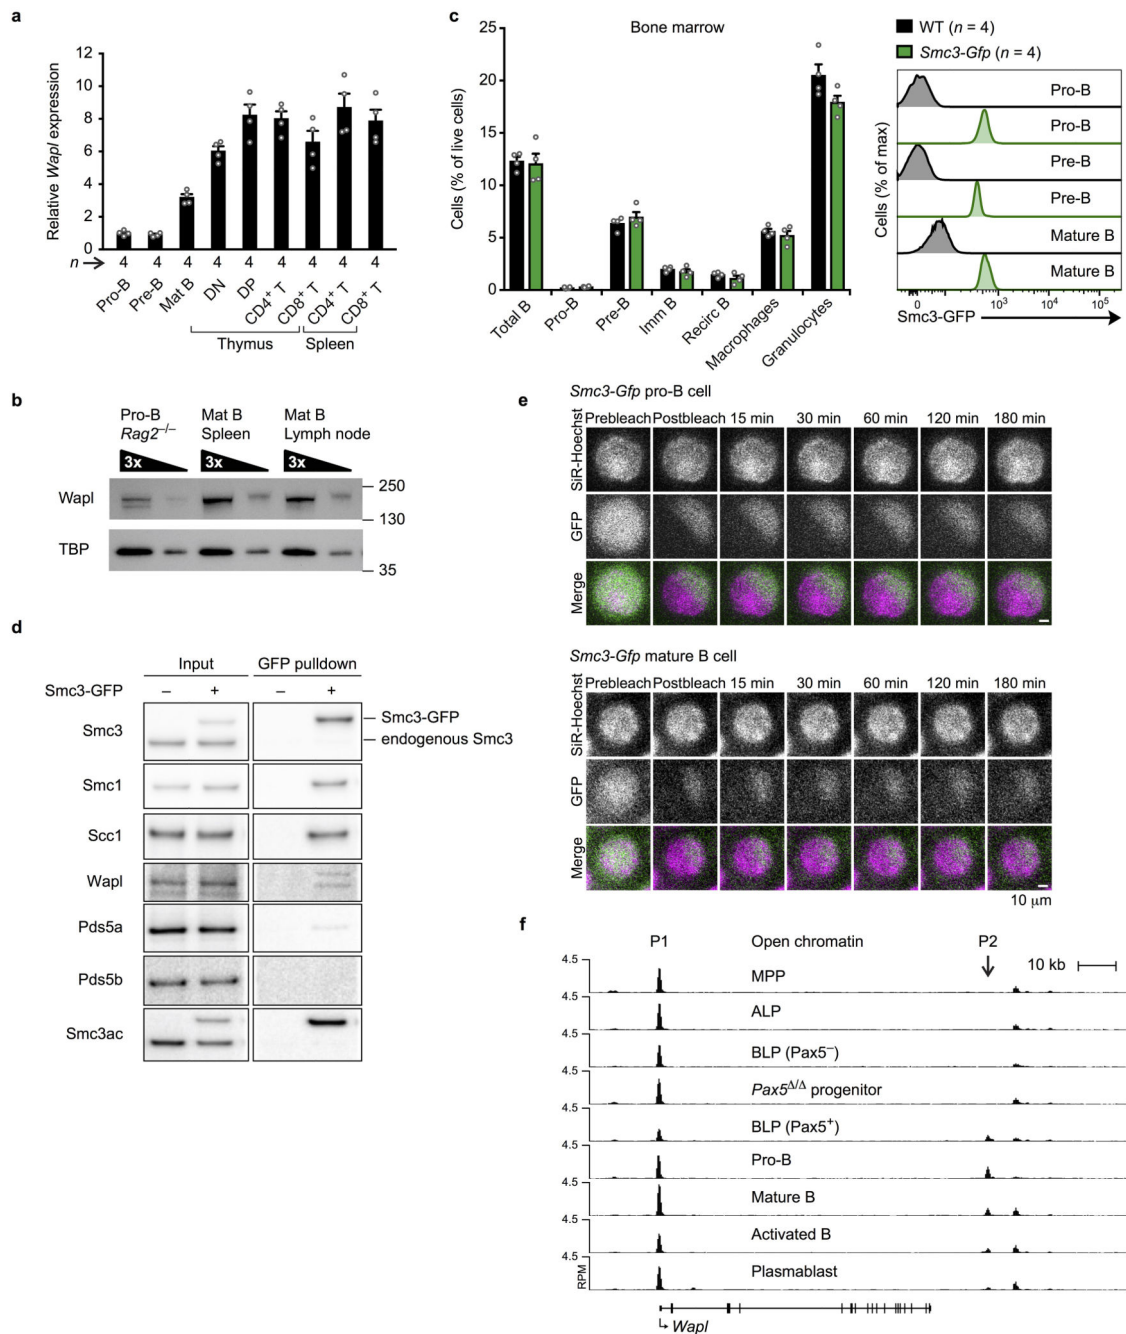 a
12
10
8
6
4
2
0
Relative Wapl expression
n → 4 4 4 4 4 4 4 4 4
Pro-B
Pre-B
Mat B
DN
DP
CD4+ T
CD8+ T
CD4+ T
CD8+ T
Thymus
Spleen
b
Pro-B Mat B Mat B
Rag2–/– Spleen Lymph node
3x 3x 3x
Wapl
250
130
TBP
35
c
Bone marrow
25
20
15
10
5
0
Cells (% of live cells)
Total B
Pro-B
Pre-B
Imm B
Recirc B
Macrophages
Granulocytes
WT (n = 4)
Smc3-Gfp (n = 4)
Cells (% of max)
Pro-B
Pro-B
Pre-B
Pre-B
Mature B
Mature B
0 10³ 10⁴ 10⁵
Smc3-GFP
d
Input GFP pulldown
Smc3-GFP – + – +
Smc3
Smc3-GFP
endogenous Smc3
Smc1
Scc1
Wapl
Pds5a
Pds5b
Smc3ac
e
Smc3-Gfp pro-B cell
Prebleach Postbleach 15 min 30 min 60 min 120 min 180 min
SiR-Hoechst
GFP
Merge
Smc3-Gfp mature B cell
Prebleach Postbleach 15 min 30 min 60 min 120 min 180 min
SiR-Hoechst
GFP
Merge
10 µm
f
P1 Open chromatin P2
10 kb
4.5 MPP
4.5 ALP
4.5 BLP (Pax5–)
4.5 Pax5Δ/Δ progenitor
4.5 BLP (Pax5+)
4.5 Pro-B
4.5 Mature B
4.5 Activated B
4.5 Plasmablast
RPM
Wapl